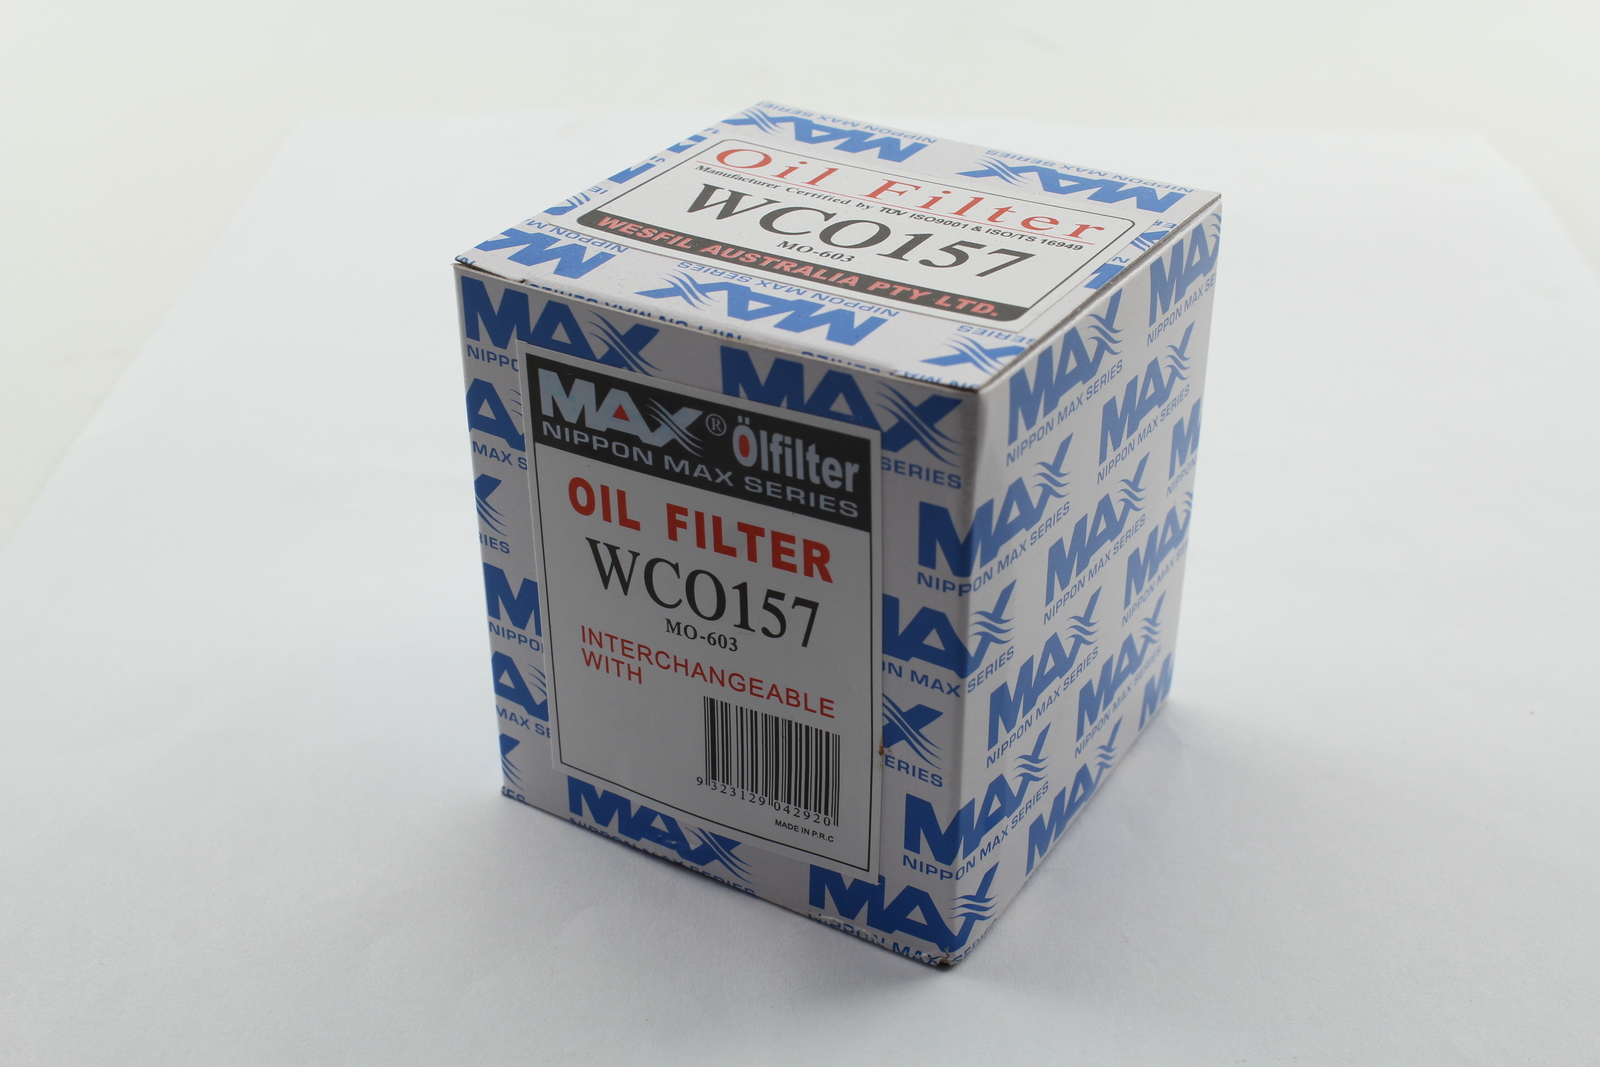 Oil Filter
Manufacturer Certified by TÜV ISO9001 & ISO/TS 16949
WCO157
MO-603
WESFIL AUSTRALIA PTY LTD.
MAX® Ölfilter
NIPPON MAX SERIES
OIL FILTER
WCO157
MO-603
INTERCHANGEABLE
WITH
9 323129 042920
MADE IN P.R.C
MAX
NIPPON MAX SERIES